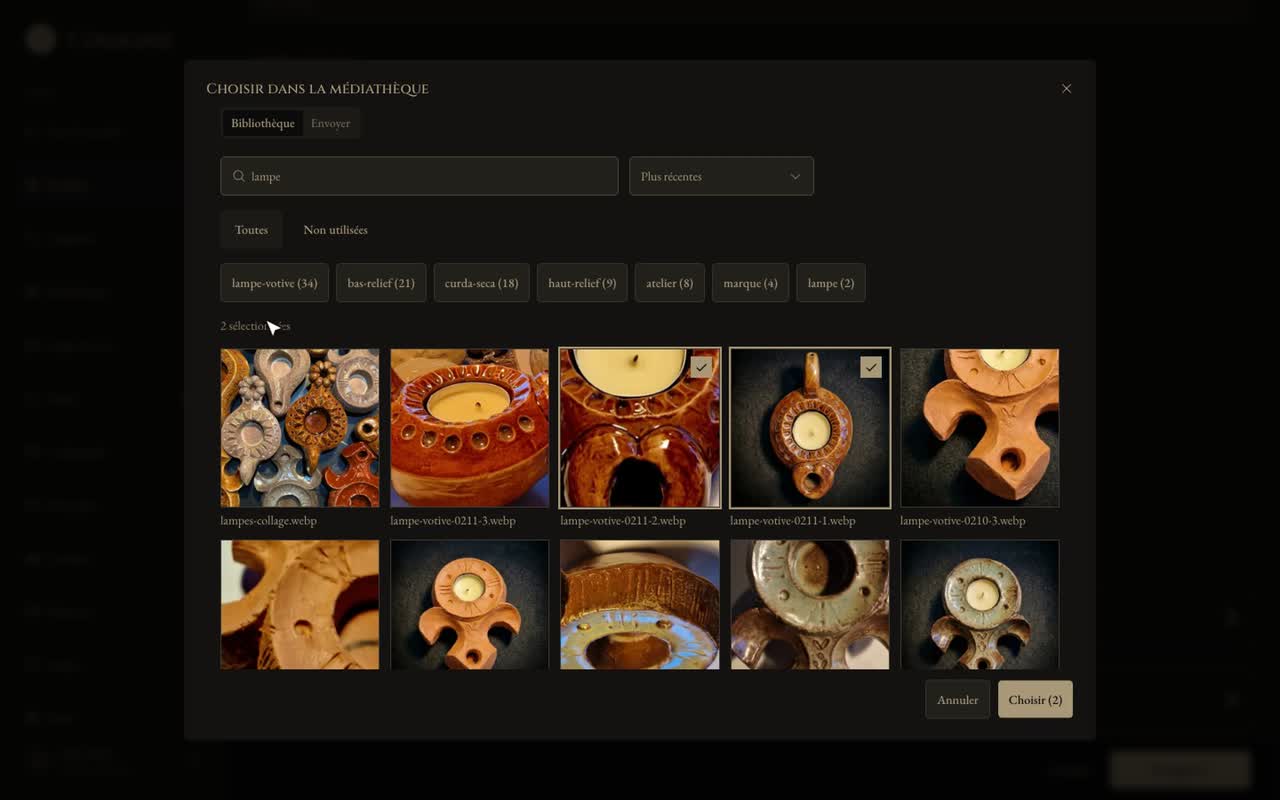 Choisir dans la médiathèque
Bibliothèque Envoyer
lampe Plus récentes
Toutes Non utilisées
lampe-votive (34) bas-relief (21) curda-seca (18) haut-relief (9) atelier (8) marque (4) lampe (2)
2 sélectionnées
lampes-collage.webp lampe-votive-0211-3.webp lampe-votive-0211-2.webp lampe-votive-0211-1.webp lampe-votive-0210-3.webp
Annuler Choisir (2)